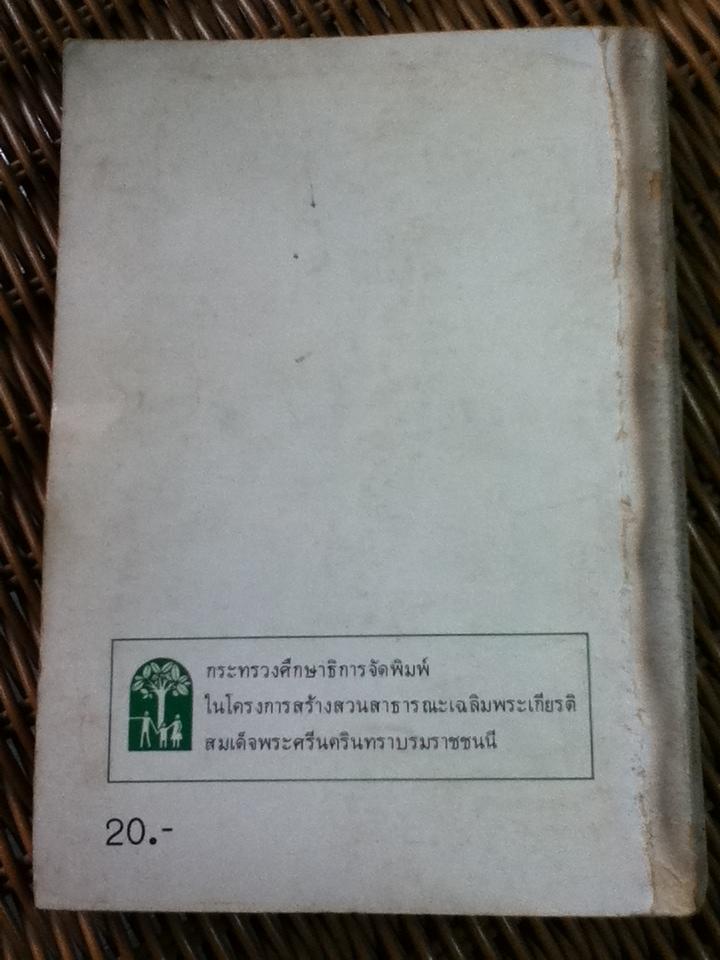 กระทรวงศึกษาธิการจัดพิมพ์
ในโครงการสร้างสวนสาธารณะเฉลิมพระเกียรติ
สมเด็จพระศรีนครินทราบรมราชชนนี
20.-